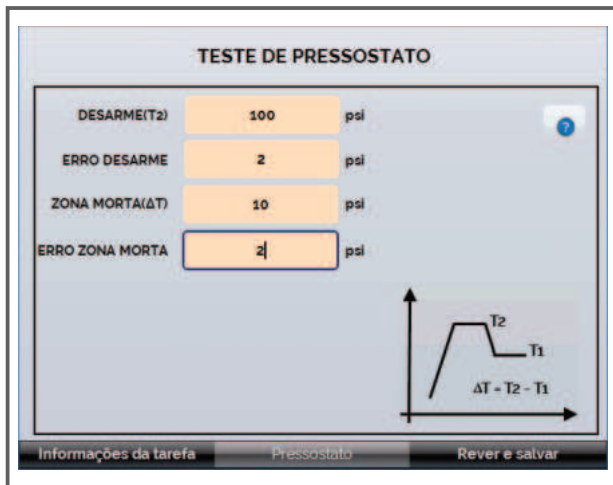 TESTE DE PRESSOSTATO
DESARME(T2) 100 psi
?
ERRO DESARME 2 psi
ZONA MORTA(ΔT) 10 psi
ERRO ZONA MORTA 2 psi
T2
T1
ΔT = T2 - T1
Informações da tarefa Pressostato Rever e salvar